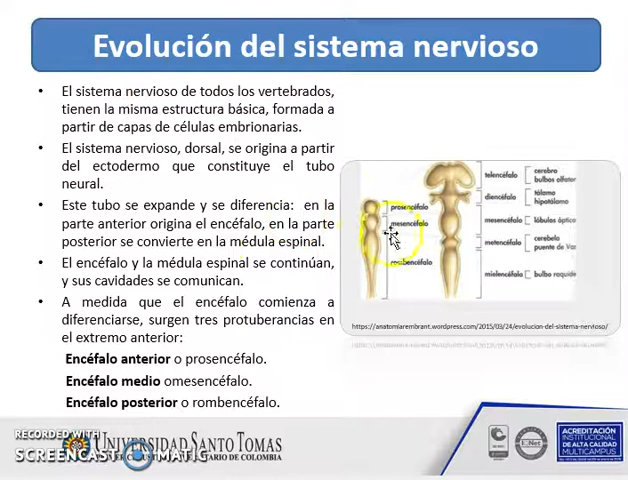 Evolución del sistema nervioso
• El sistema nervioso de todos los vertebrados,
tienen la misma estructura básica, formada a
partir de capas de células embrionarias.
• El sistema nervioso, dorsal, se origina a partir
del ectodermo que constituye el tubo
neural.
• Este tubo se expande y se diferencia: en la
parte anterior origina el encéfalo, en la parte
posterior se convierte en la médula espinal.
• El encéfalo y la médula espinal se continúan,
y sus cavidades se comunican.
• A medida que el encéfalo comienza a
diferenciarse, surgen tres protuberancias en
el extremo anterior:
Encéfalo anterior o prosencéfalo.
Encéfalo medio omesencéfalo.
Encéfalo posterior o rombencéfalo.
prosencéfalo
mesencéfalo
rombencéfalo
telencéfalo
cerebro
bulbos olfator
diencéfalo
tálamo
hipotálamo
mesencéfalo
lóbulos óptico
metencéfalo
cerebelo
puente de Var
mielencéfalo
bulbo raquide
https://anatomiarembrant.wordpress.com/2015/03/24/evolucion-del-sistema-nervioso/
RECORDED WITH
SCREENCAST MATIC
UNIVERSIDAD SANTO TOMAS
DE COLOMBIA
IQNet
ACREDITACIÓN
INSTITUCIONAL
DE ALTA CALIDAD
MULTICAMPUS